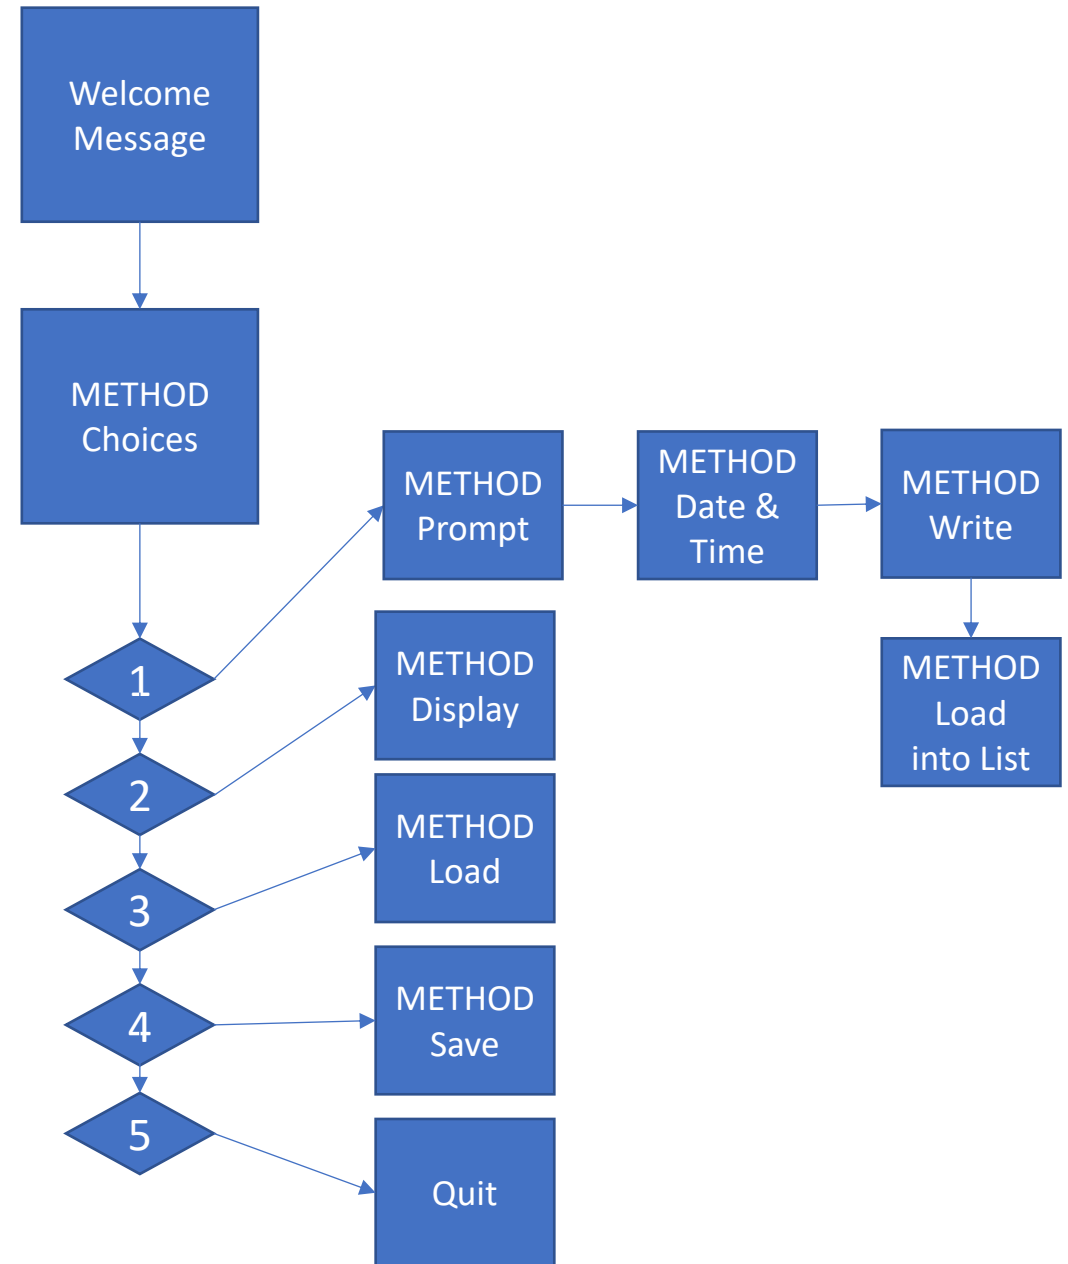 Welcome
Message
METHOD
Choices
METHOD
Prompt
METHOD
Date &
Time
METHOD
Write
METHOD
Load
into List
1
METHOD
Display
2
METHOD
Load
3
METHOD
Save
4
5
Quit